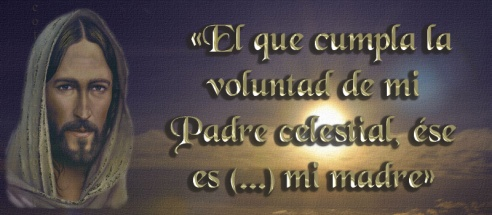 «El que cumpla la
voluntad de mi
Padre celestial, ése
es (...) mi madre»